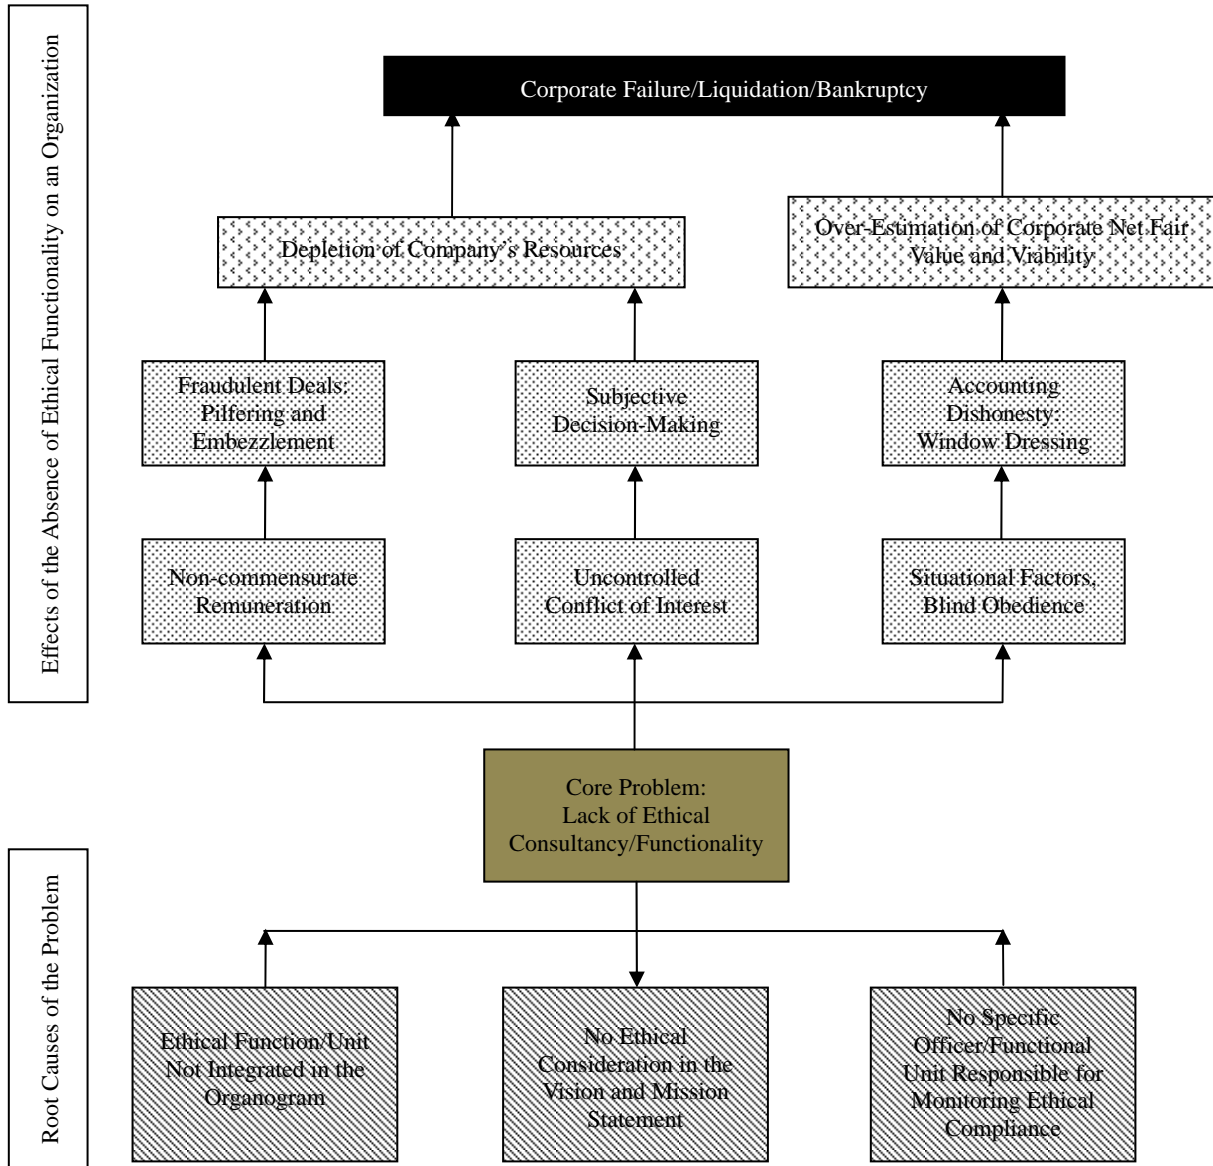 Effects of the Absence of Ethical Functionality on an Organization
Corporate Failure/Liquidation/Bankruptcy
Depletion of Company’s Resources
Over-Estimation of Corporate Net Fair
Value and Viability
Fraudulent Deals:
Pilfering and
Embezzlement
Subjective
Decision-Making
Accounting
Dishonesty:
Window Dressing
Non-commensurate
Remuneration
Uncontrolled
Conflict of Interest
Situational Factors,
Blind Obedience
Core Problem:
Lack of Ethical
Consultancy/Functionality
Root Causes of the Problem
Ethical Function/Unit
Not Integrated in the
Organogram
No Ethical
Consideration in the
Vision and Mission
Statement
No Specific
Officer/Functional
Unit Responsible for
Monitoring Ethical
Compliance